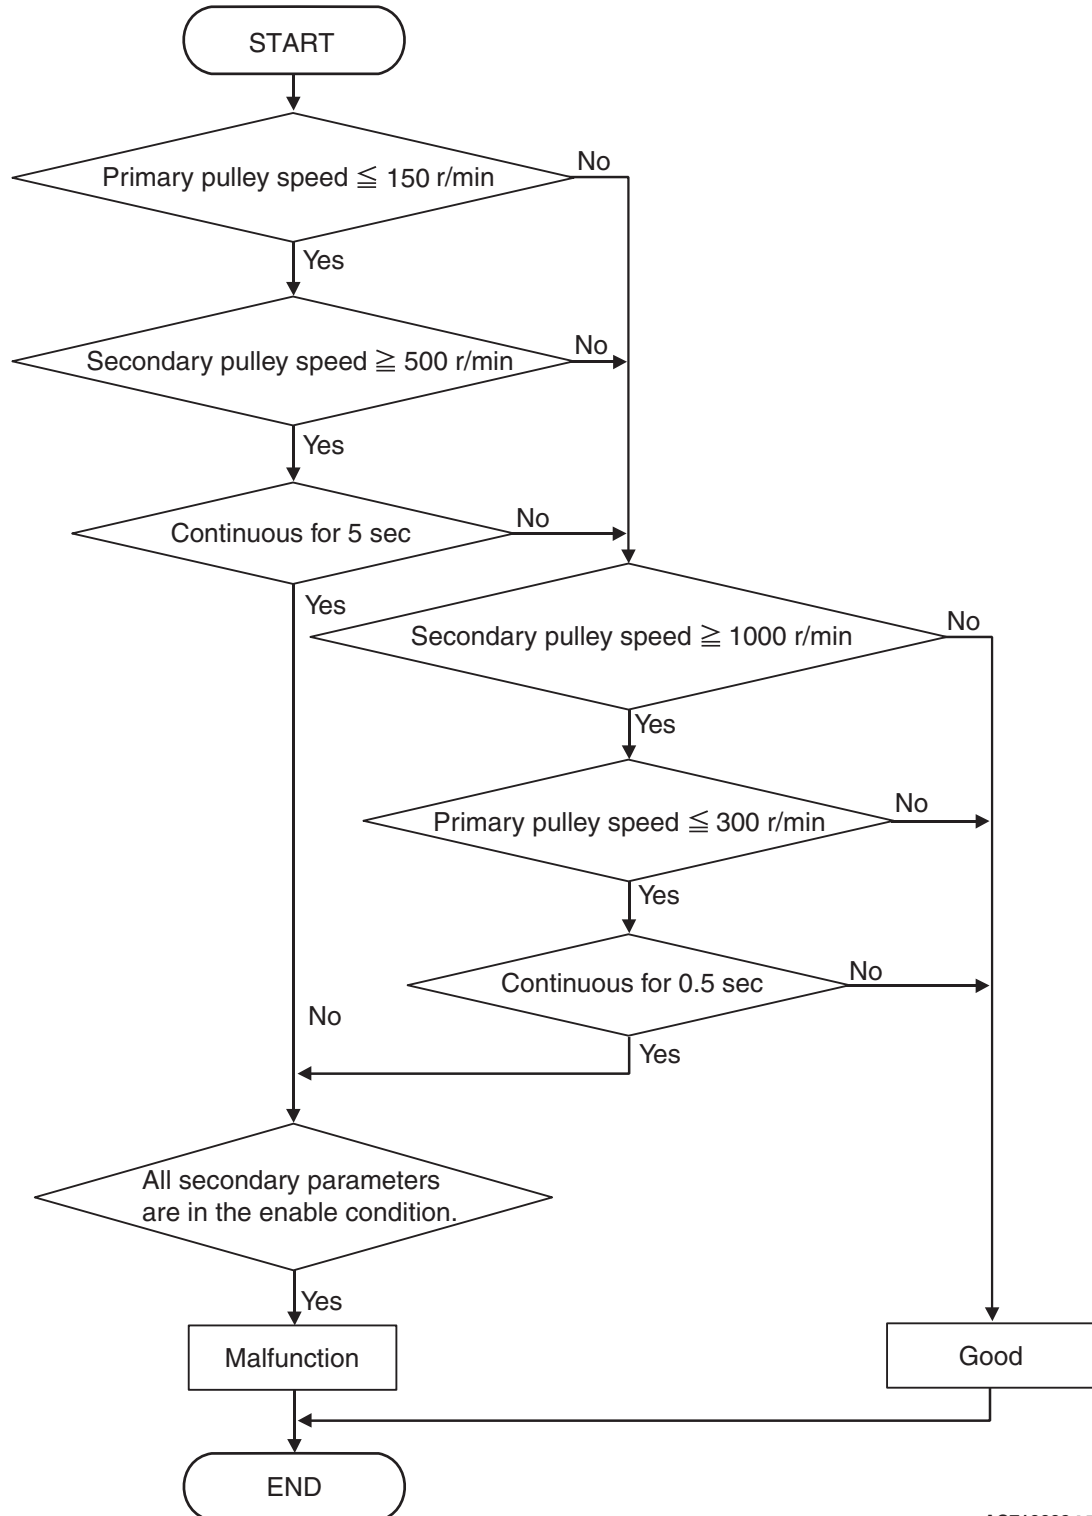 START
Primary pulley speed ≦ 150 r/min
No
Yes
Secondary pulley speed ≧ 500 r/min
No
Yes
Continuous for 5 sec
No
Yes
Secondary pulley speed ≧ 1000 r/min
No
Yes
Primary pulley speed ≦ 300 r/min
No
Yes
Continuous for 0.5 sec
No
No
Yes
All secondary parameters
are in the enable condition.
Yes
Malfunction
Good
END